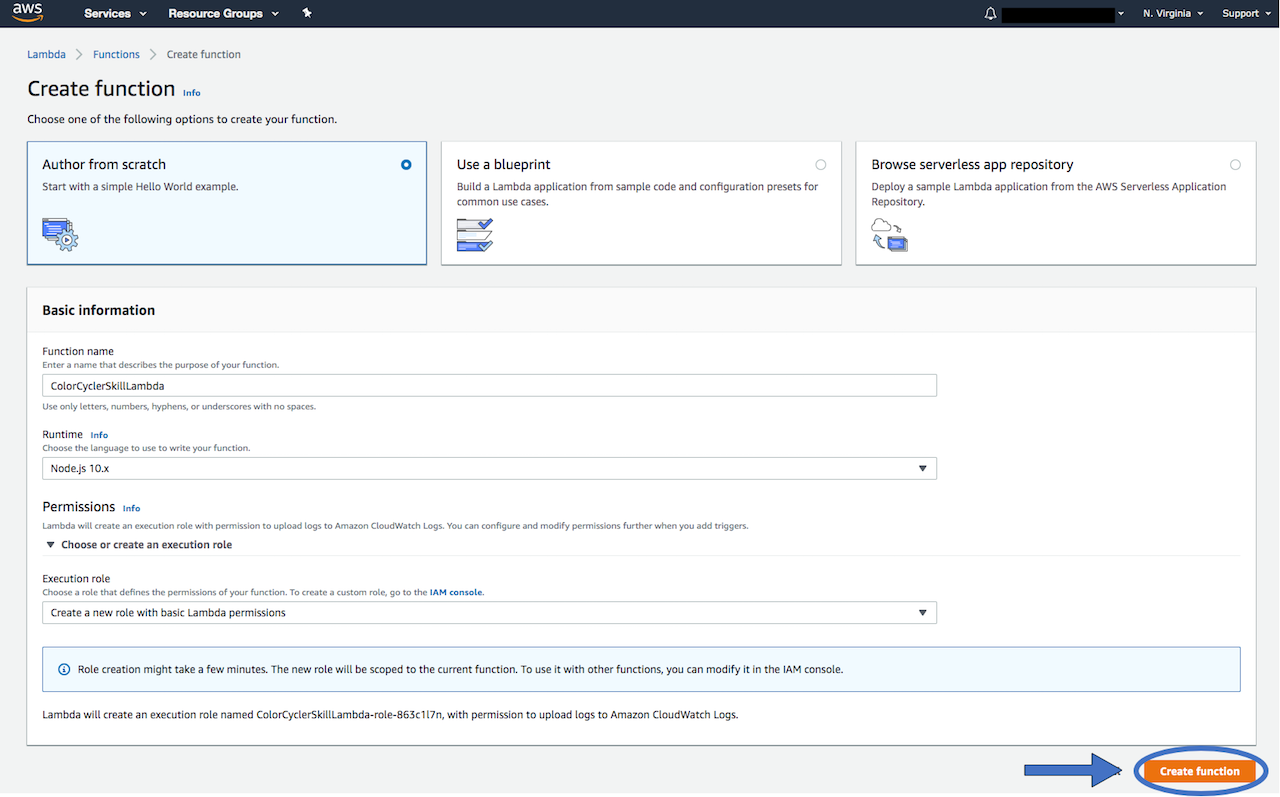 aws Services Resource Groups N. Virginia Support
Lambda Functions Create function
Create function Info
Choose one of the following options to create your function.
Author from scratch
Start with a simple Hello World example.
Use a blueprint
Build a Lambda application from sample code and configuration presets for
common use cases.
Browse serverless app repository
Deploy a sample Lambda application from the AWS Serverless Application
Repository.
Basic information
Function name
Enter a name that describes the purpose of your function.
ColorCyclerSkillLambda
Use only letters, numbers, hyphens, or underscores with no spaces.
Runtime Info
Choose the language to use to write your function.
Node.js 10.x
Permissions Info
Lambda will create an execution role with permission to upload logs to Amazon CloudWatch Logs. You can configure and modify permissions further when you add triggers.
Choose or create an execution role
Execution role
Choose a role that defines the permissions of your function. To create a custom role, go to the IAM console.
Create a new role with basic Lambda permissions
Role creation might take a few minutes. The new role will be scoped to the current function. To use it with other functions, you can modify it in the IAM console.
Lambda will create an execution role named ColorCyclerSkillLambda-role-863c1l7n, with permission to upload logs to Amazon CloudWatch Logs.
Create function